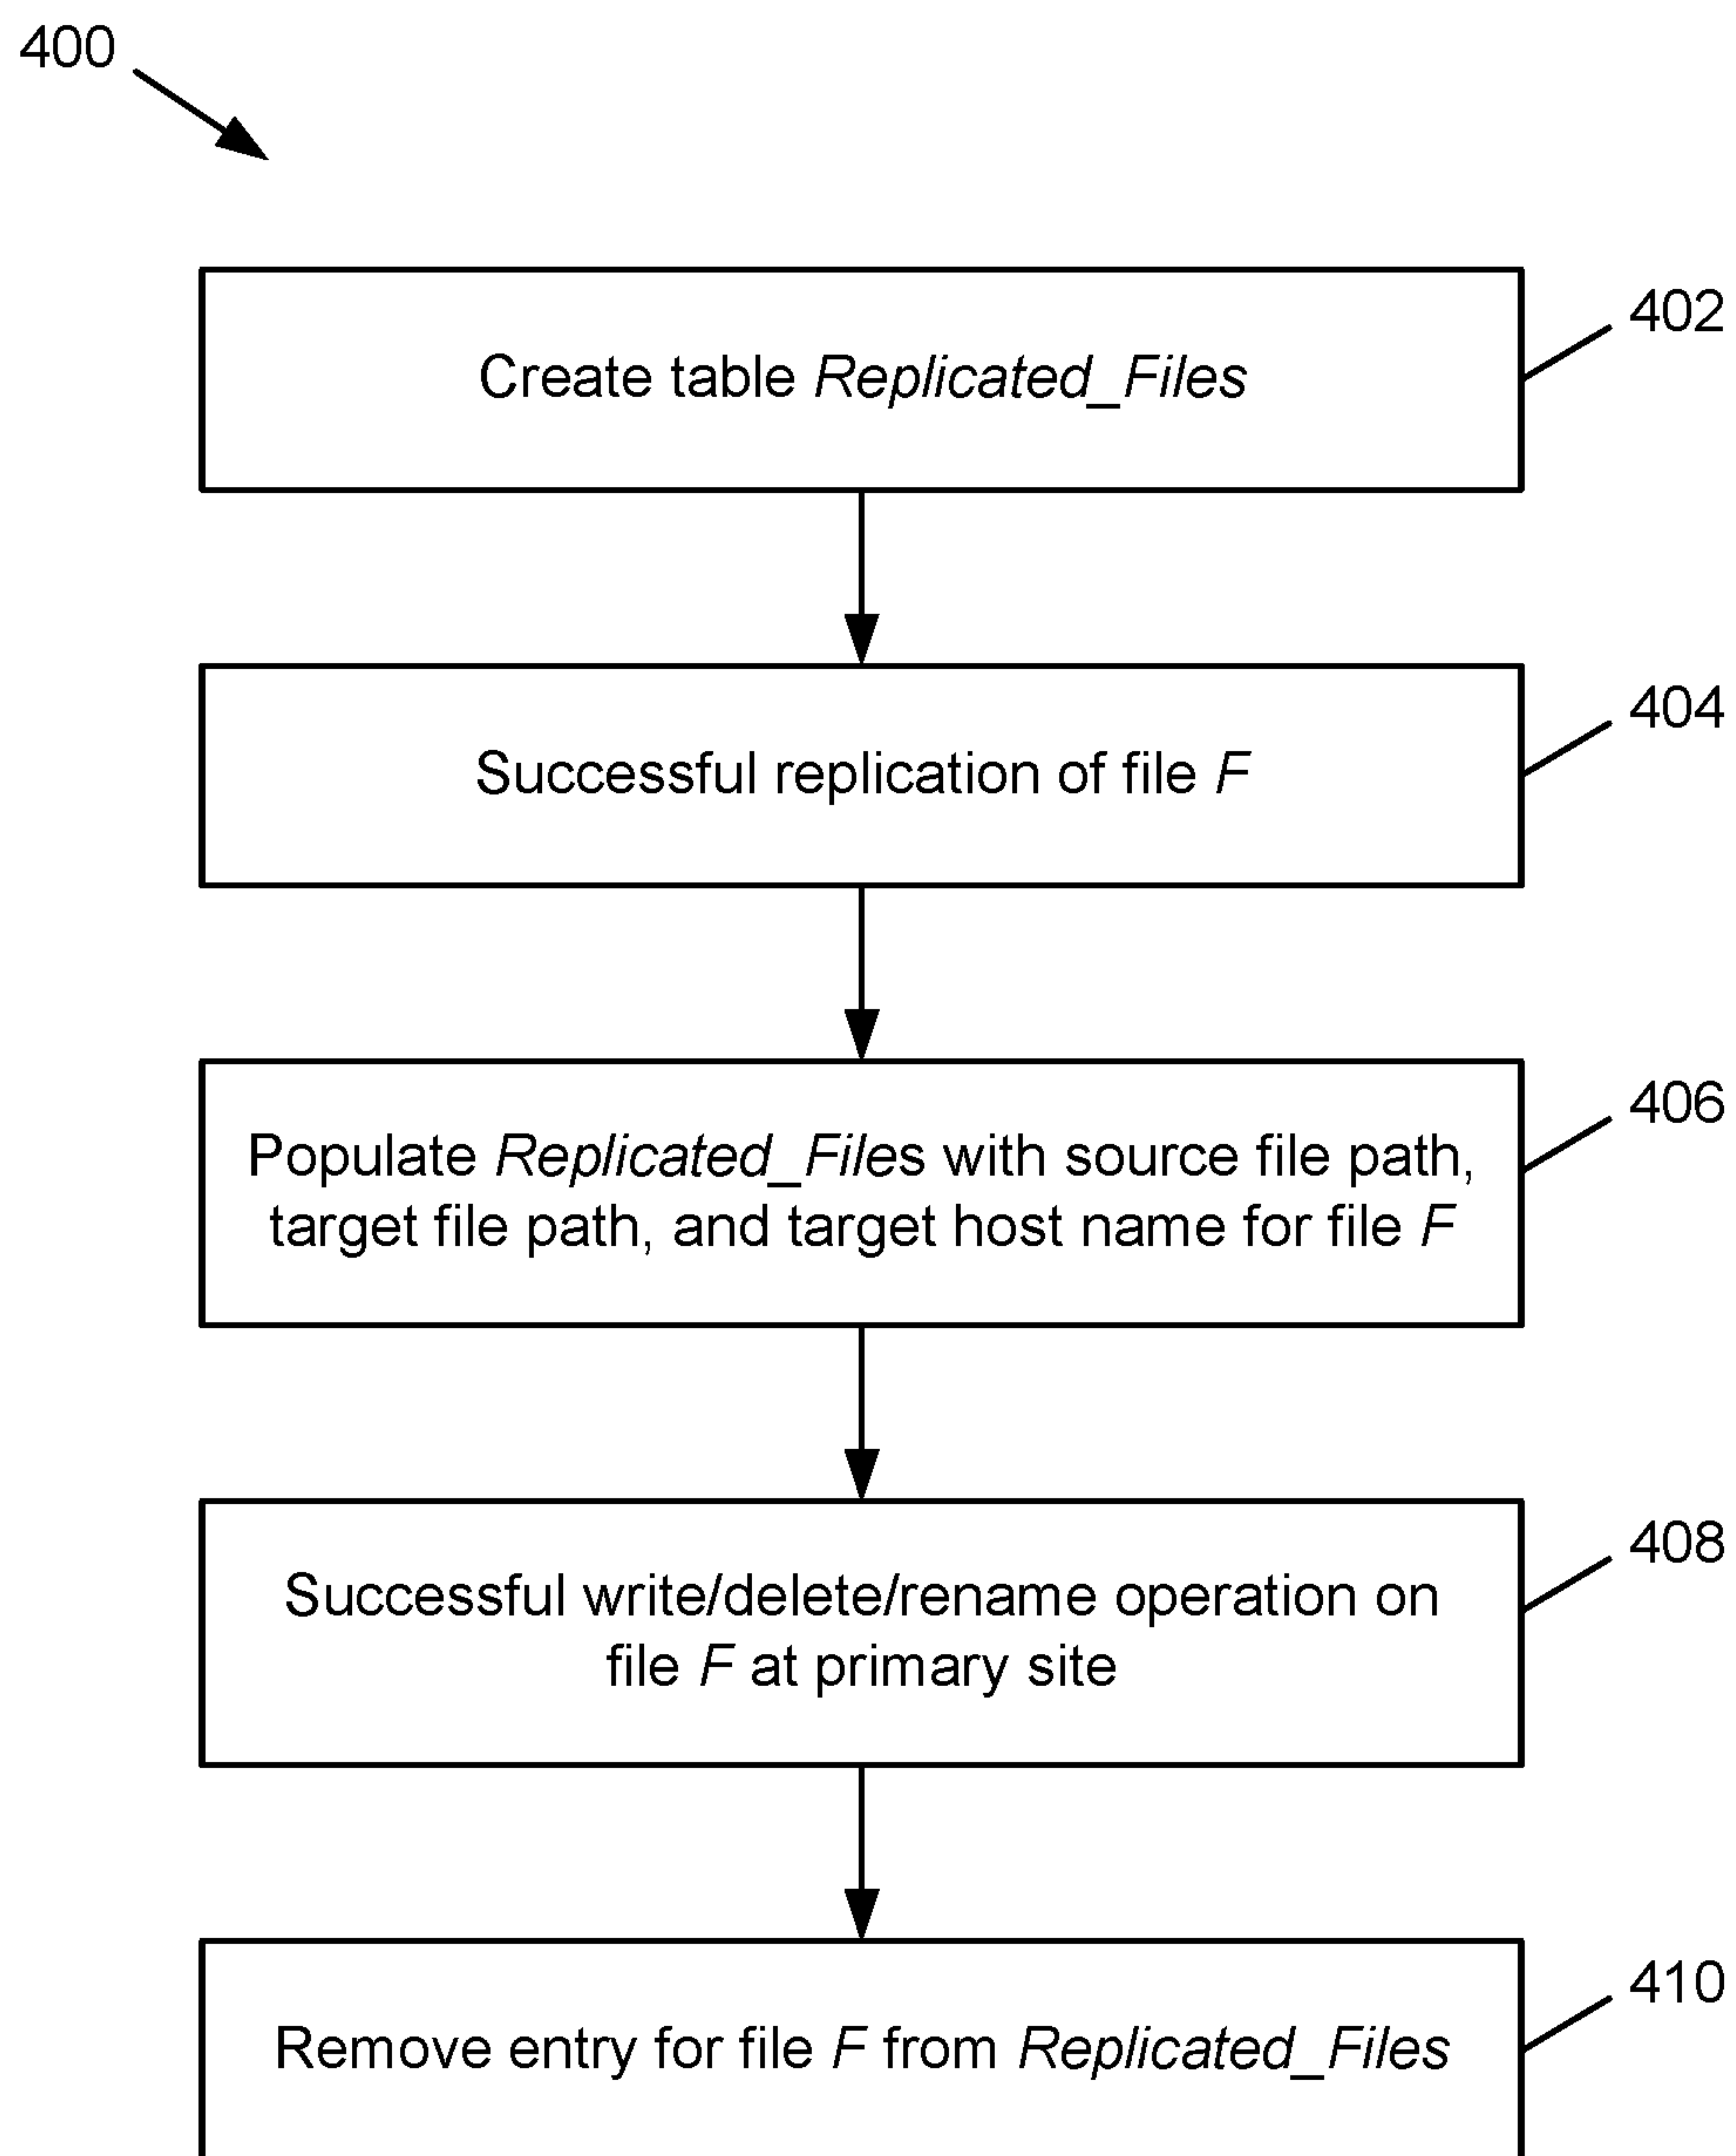 400
402
Create table Replicated_Files
404
Successful replication of file F
406
Populate Replicated_Files with source file path,
target file path, and target host name for file F
408
Successful write/delete/rename operation on
file F at primary site
410
Remove entry for file F from Replicated_Files